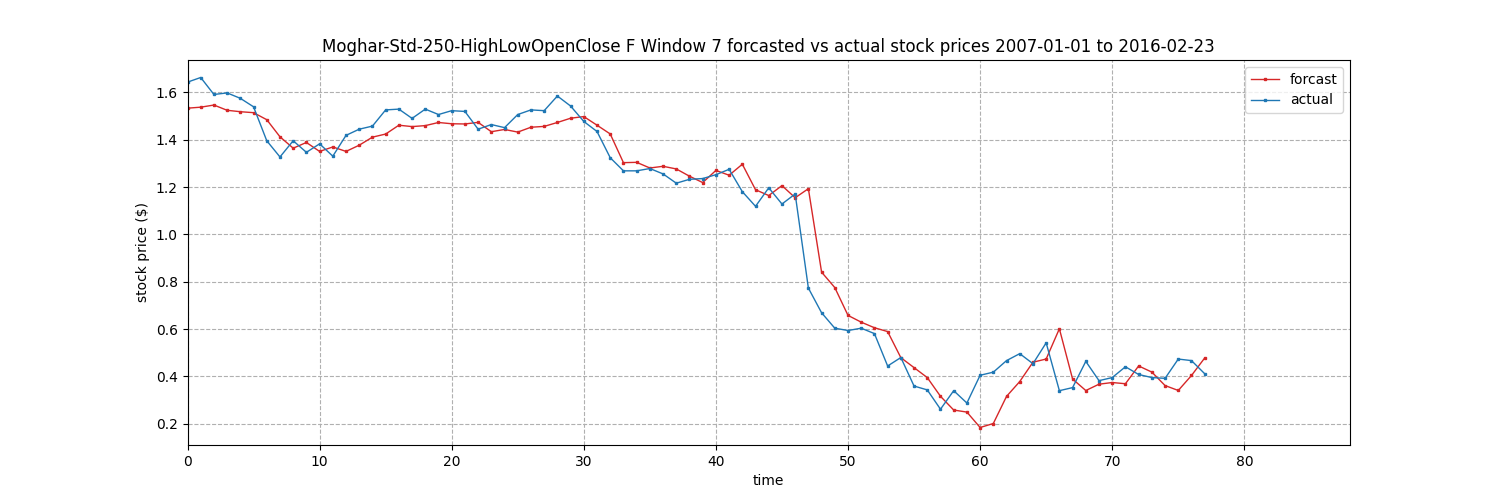 Moghar-Std-250-HighLowOpenClose F Window 7 forcasted vs actual stock prices 2007-01-01 to 2016-02-23
forcast
actual
stock price ($)
1.6
1.4
1.2
1.0
0.8
0.6
0.4
0.2
0 10 20 30 40 50 60 70 80
time